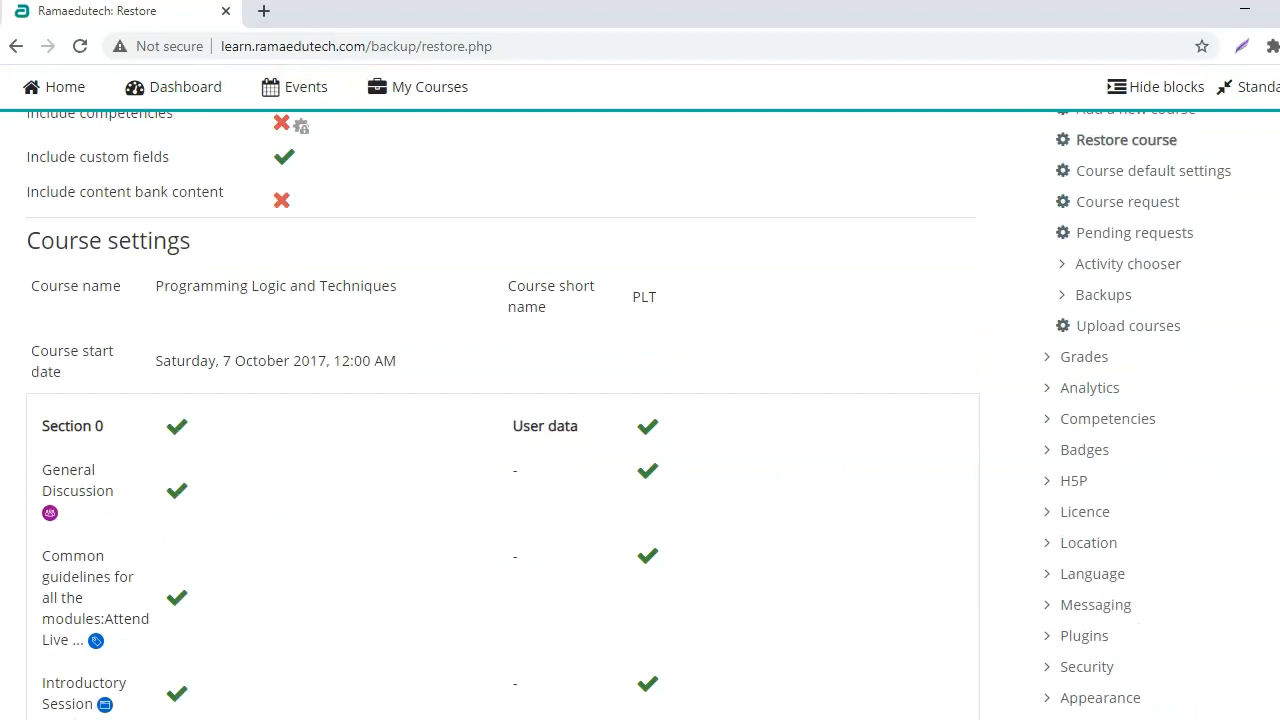 Ramaedutech: Restore
Not secure
learn.ramaedutech.com/backup/restore.php
Home
Dashboard
Events
My Courses
Hide blocks
Standa
Include competencies
Include custom fields
Include content bank content
Course settings
Course name
Programming Logic and Techniques
Course short
name
PLT
Course start
date
Saturday, 7 October 2017, 12:00 AM
Section 0
User data
General
Discussion
-
Common
guidelines for
all the
modules:Attend
Live ...
-
Introductory
Session
-
Add a new course
Restore course
Course default settings
Course request
Pending requests
Activity chooser
Backups
Upload courses
Grades
Analytics
Competencies
Badges
H5P
Licence
Location
Language
Messaging
Plugins
Security
Appearance